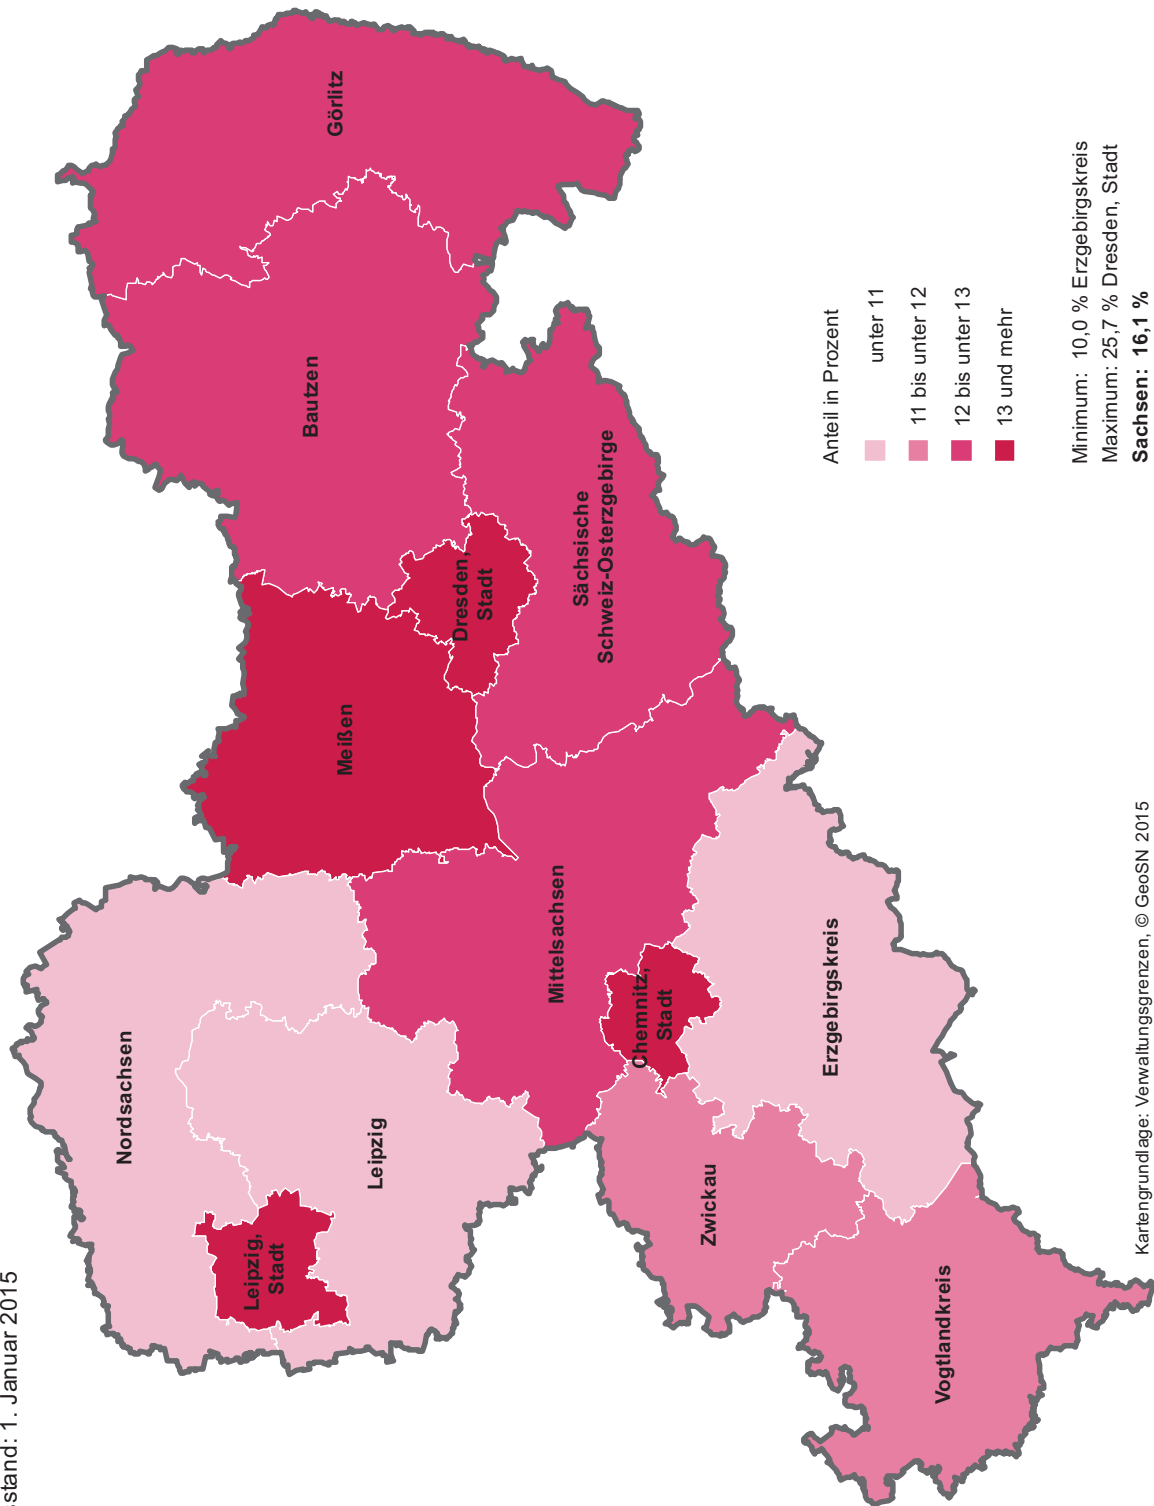 stand: 1. Januar 2015
Görlitz
Bautzen
Meißen
Dresden,
Stadt
Sächsische
Schweiz-Osterzgebirge
Nordsachsen
Leipzig,
Stadt
Leipzig
Mittelsachsen
Chemnitz,
Stadt
Erzgebirgskreis
Zwickau
Vogtlandkreis
Anteil in Prozent
unter 11
11 bis unter 12
12 bis unter 13
13 und mehr
Minimum: 10,0 % Erzgebirgskreis
Maximum: 25,7 % Dresden, Stadt
Sachsen: 16,1 %
Kartengrundlage: Verwaltungsgrenzen, © GeoSN 2015